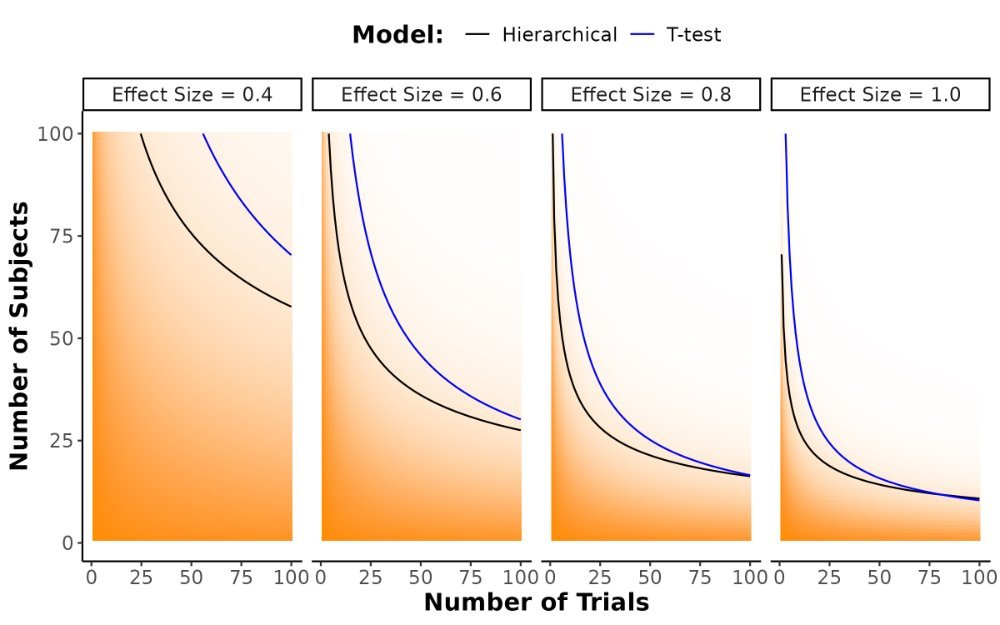 Model: Hierarchical T-test
Effect Size = 0.4 Effect Size = 0.6 Effect Size = 0.8 Effect Size = 1.0
100
75
50
25
0
Number of Subjects
0 25 50 75 100 0 25 50 75 100 0 25 50 75 100 0 25 50 75 100
Number of Trials